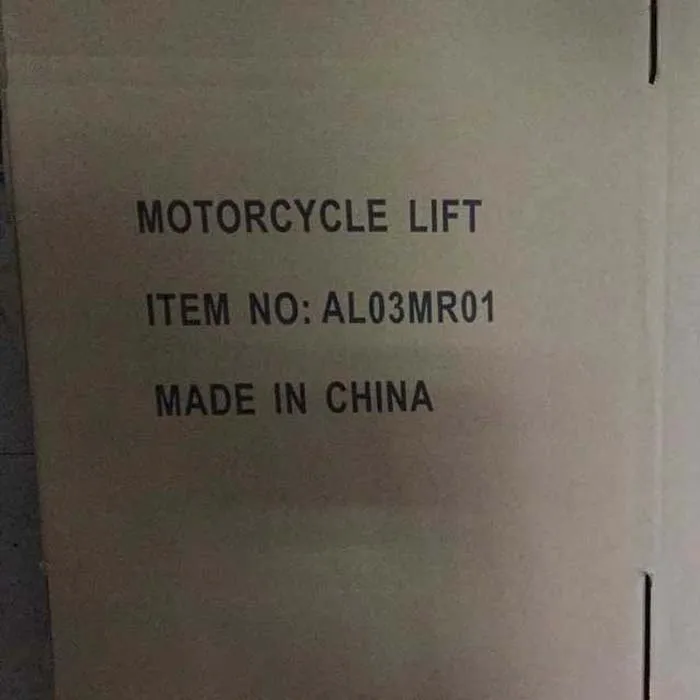 MOTORCYCLE LIFT
ITEM NO: AL03MR01
MADE IN CHINA